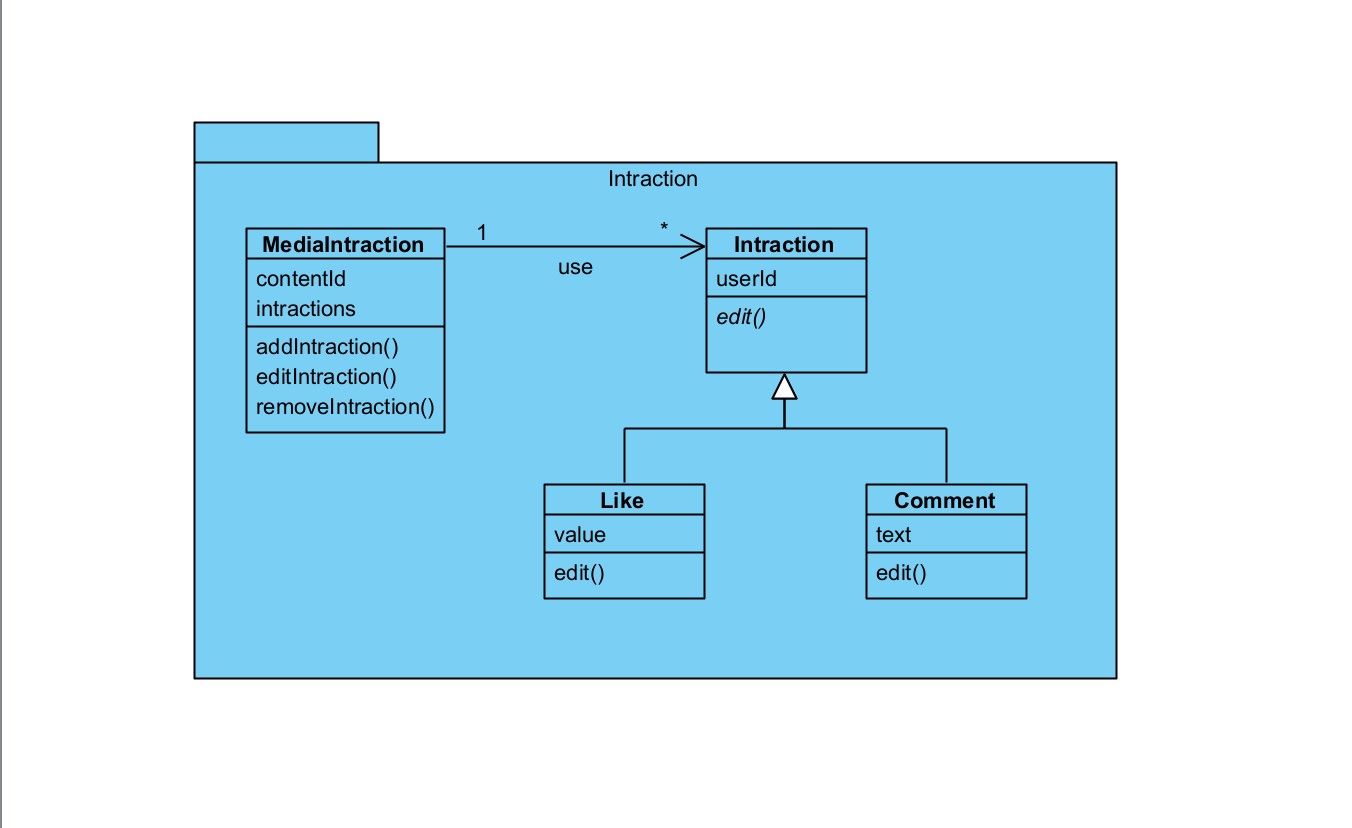 Intraction
MediaIntraction
contentId
intractions
addIntraction()
editIntraction()
removeIntraction()
1
*
use
Intraction
userId
edit()
Like
value
edit()
Comment
text
edit()